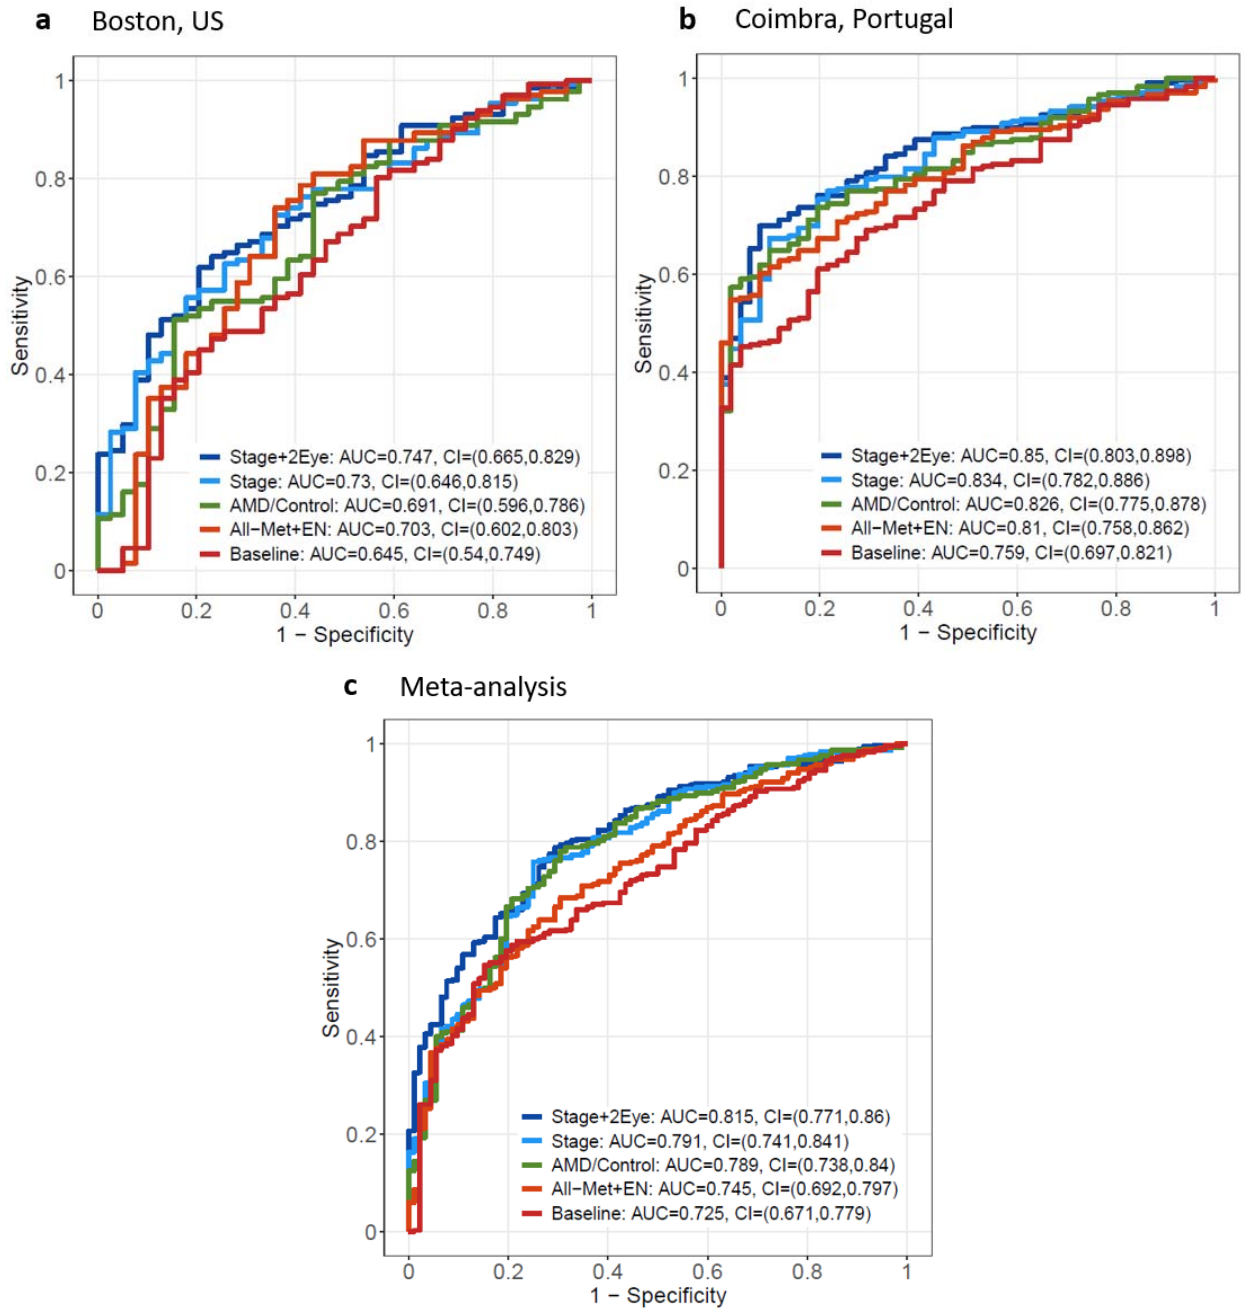 a Boston, US
1
0.8
0.6
0.4
0.2
0
Sensitivity
Stage+2Eye: AUC=0.747, CI=(0.665,0.829)
Stage: AUC=0.73, CI=(0.646,0.815)
AMD/Control: AUC=0.691, CI=(0.596,0.786)
All−Met+EN: AUC=0.703, CI=(0.602,0.803)
Baseline: AUC=0.645, CI=(0.54,0.749)
0 0.2 0.4 0.6 0.8 1
1 − Specificity
b Coimbra, Portugal
1
0.8
0.6
0.4
0.2
0
Sensitivity
Stage+2Eye: AUC=0.85, CI=(0.803,0.898)
Stage: AUC=0.834, CI=(0.782,0.886)
AMD/Control: AUC=0.826, CI=(0.775,0.878)
All−Met+EN: AUC=0.81, CI=(0.758,0.862)
Baseline: AUC=0.759, CI=(0.697,0.821)
0 0.2 0.4 0.6 0.8 1
1 − Specificity
c Meta-analysis
1
0.8
0.6
0.4
0.2
0
Sensitivity
Stage+2Eye: AUC=0.815, CI=(0.771,0.86)
Stage: AUC=0.791, CI=(0.741,0.841)
AMD/Control: AUC=0.789, CI=(0.738,0.84)
All−Met+EN: AUC=0.745, CI=(0.692,0.797)
Baseline: AUC=0.725, CI=(0.671,0.779)
0 0.2 0.4 0.6 0.8 1
1 − Specificity